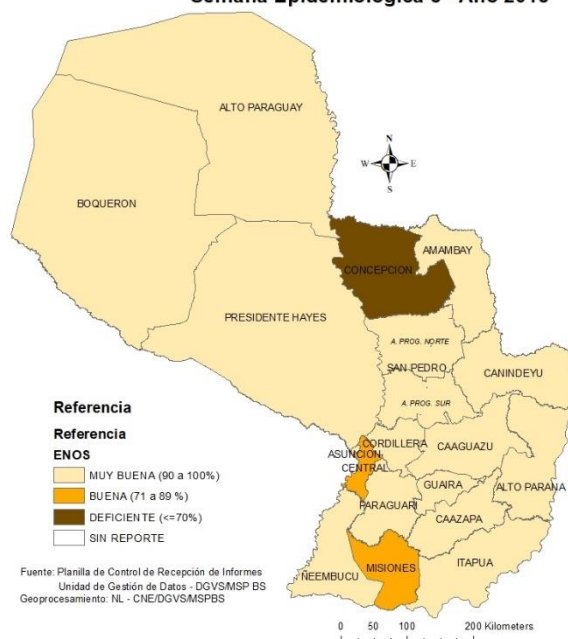 Semana Epidemiológica 8 - Año 2015
ALTO PARAGUAY
N
W E
S
BOQUERON
CONCEPCION
AMAMBAY
PRESIDENTE HAYES
A. PROG. NORTE
SAN PEDRO
CANINDEYU
A. PROG. SUR
Referencia
Referencia
ENOS
MUY BUENA (90 a 100%)
BUENA (71 a 89 %)
DEFICIENTE (<=70%)
SIN REPORTE
CORDILLERA
ASUNCION
CENTRAL
CAAGUAZU
GUAIRA
ALTO PARANA
PARAGUARI
CAAZAPA
ÑEEMBUCU
MISIONES
ITAPUA
Fuente: Planilla de Control de Recepción de Informes
Unidad de Gestión de Datos - DGVS/MSP BS
Geoprocesamiento: NL - CNE/DGVS/MSPBS
0 50 100 200 Kilometers